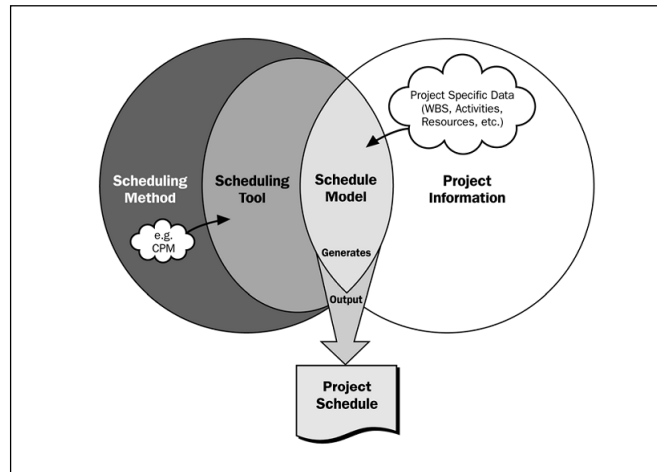 Project Specific Data
(WBS, Activities,
Resources, etc.)
Scheduling
Method
Scheduling
Tool
Schedule
Model
Project
Information
e.g.
CPM
Generates
Output
Project
Schedule